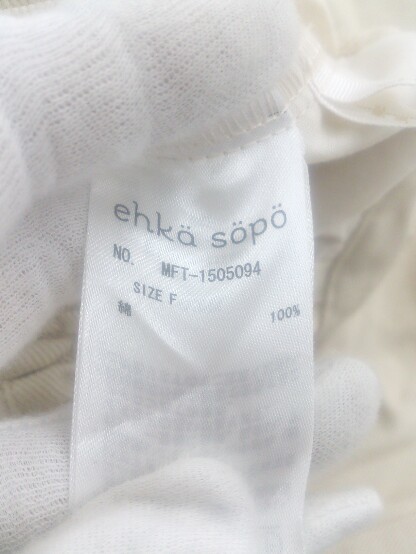 ehkä söpö
NO. MFT-1505094
SIZE F
綿 100%